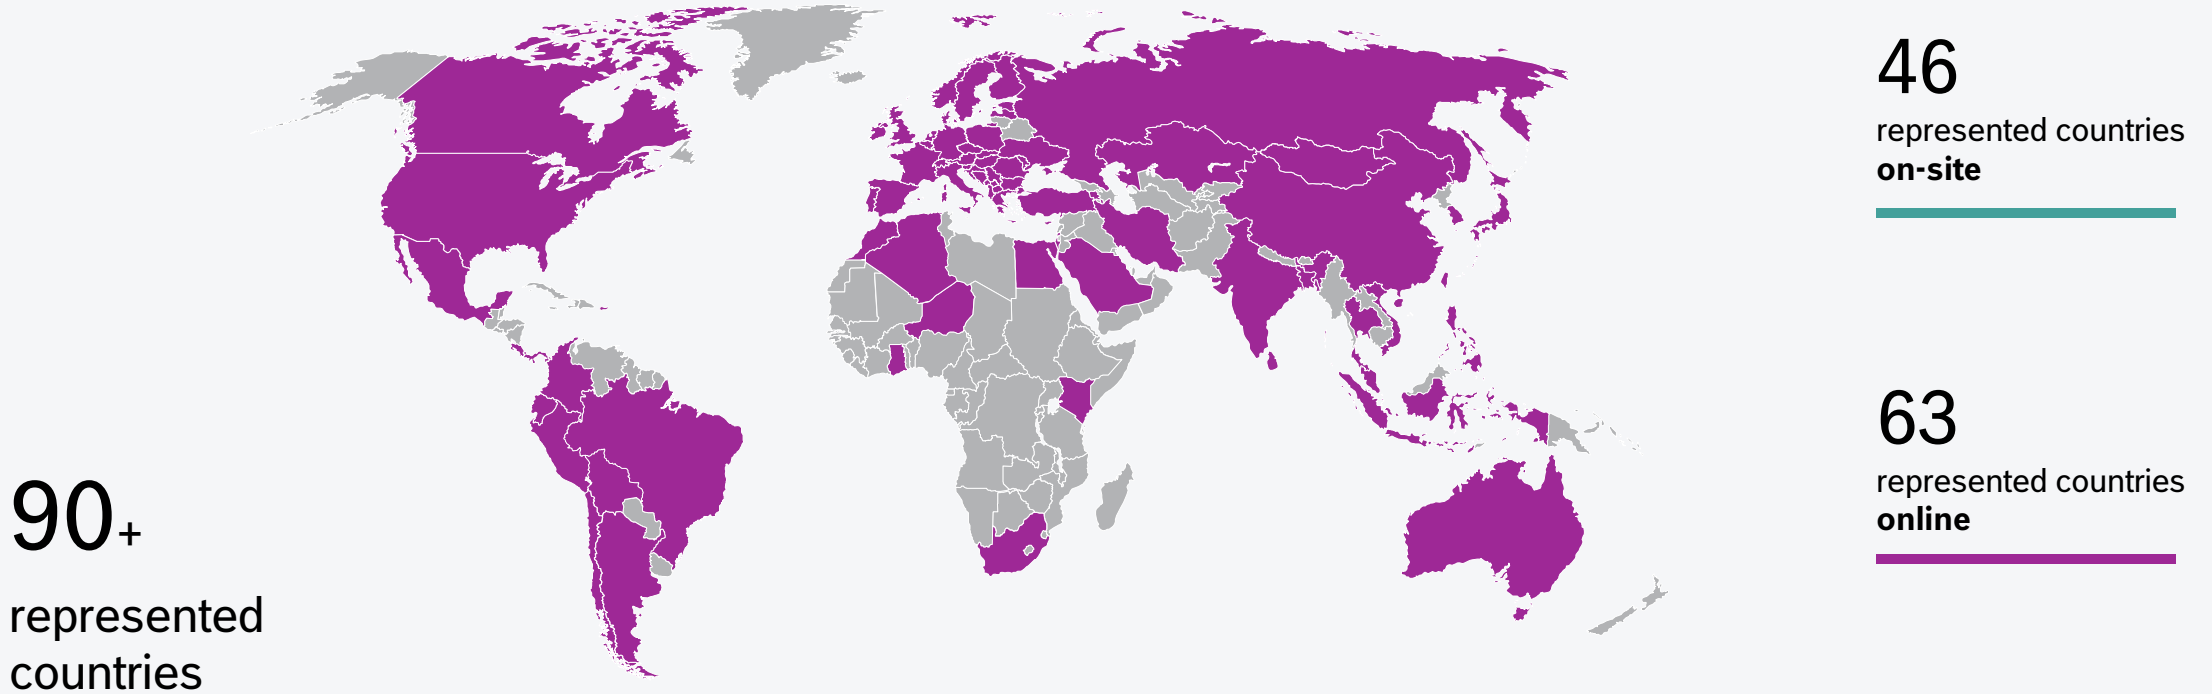 46
represented countries
on-site
63
represented countries
online
90+
represented
countries